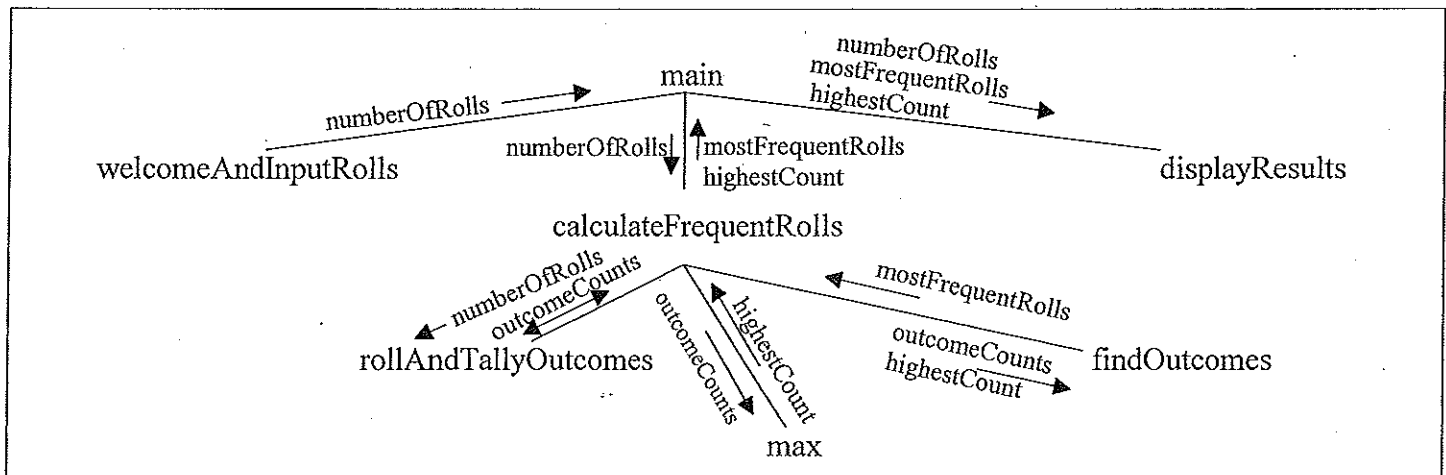 numberOfRolls
mostFrequentRolls
highestCount
main
numberOfRolls
welcomeAndInputRolls
numberOfRolls
mostFrequentRolls
highestCount
displayResults
calculateFrequentRolls
numberOfRolls
outcomeCounts
mostFrequentRolls
rollAndTallyOutcomes
outcomeCounts
highestCount
outcomeCounts
highestCount
findOutcomes
max